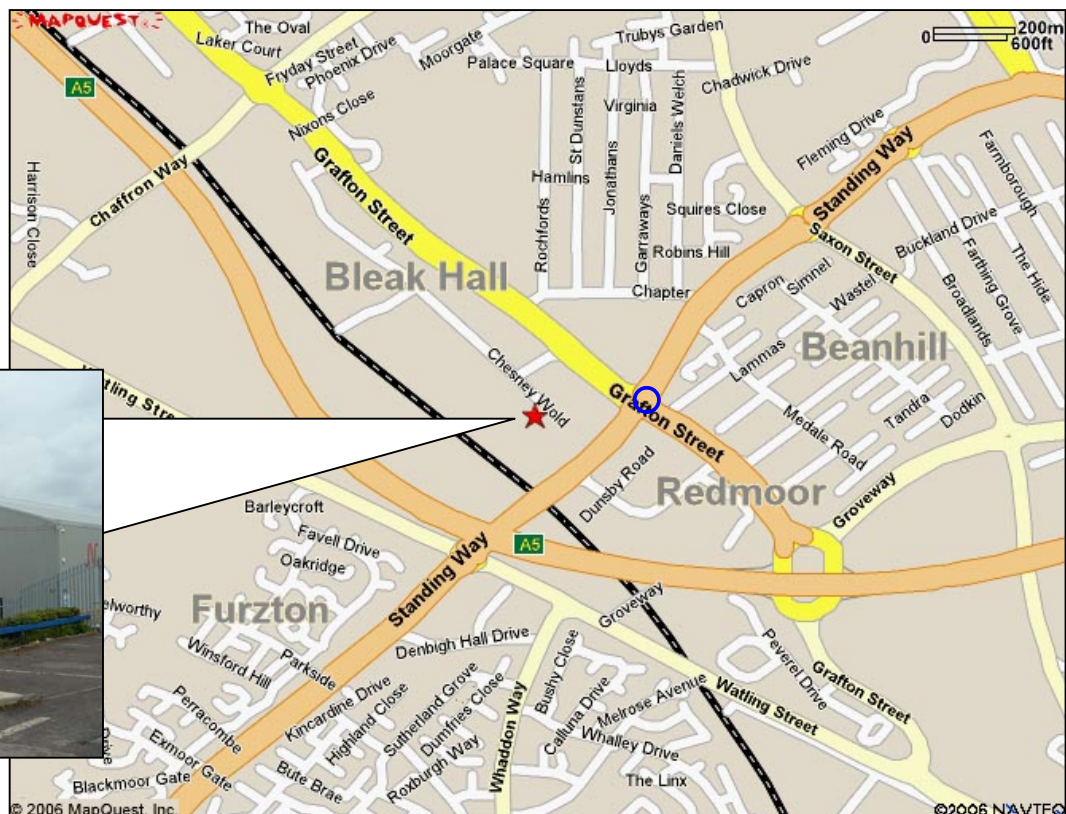 MAPQUEST
The Oval
Laker Court
Fryday Street
Phoenix Drive
Moorgate
Palace Square
Trubys Garden
Lloyds
Chadwick Drive
0 200m
600ft
A5
Nixons Close
Virginia
St Dunstans
Daniels Welch
Fleming Drive
Standing Way
Farmborough
Harrison Close
Chaffron Way
Grafton Street
Hamlins
Jonathans
Rochfords
Garraways
Squires Close
Robins Hill
Saxon Street
Buckland Drive
The Hide
Farthing Grove
Broadlands
Bleak Hall
Chapter
Capron
Simnel
Wastel
Beanhill
Lammas
Chesney Wold
Grafton Street
Medale Road
Tandra
Dodkin
Dunsby Road
Redmoor
Groveway
Barleycroft
Favell Drive
Oakridge
A5
Standing Way
Furzton
Groveway
Denbigh Hall Drive
Winsford Hill
Parkside
Bushy Close
Peverel Drive
Grafton Street
Perracombe
Kincardine Drive
Highland Close
Sutherland Grove
Dumfries Close
Whaddon Way
Calluna Drive
Melrose Avenue
Watling Street
Exmoor Gate
Whalley Drive
Blackmoor Gate
Bute Brae
Roxburgh Way
The Linx
© 2006 MapQuest, Inc.
©2006 NAVTEQ